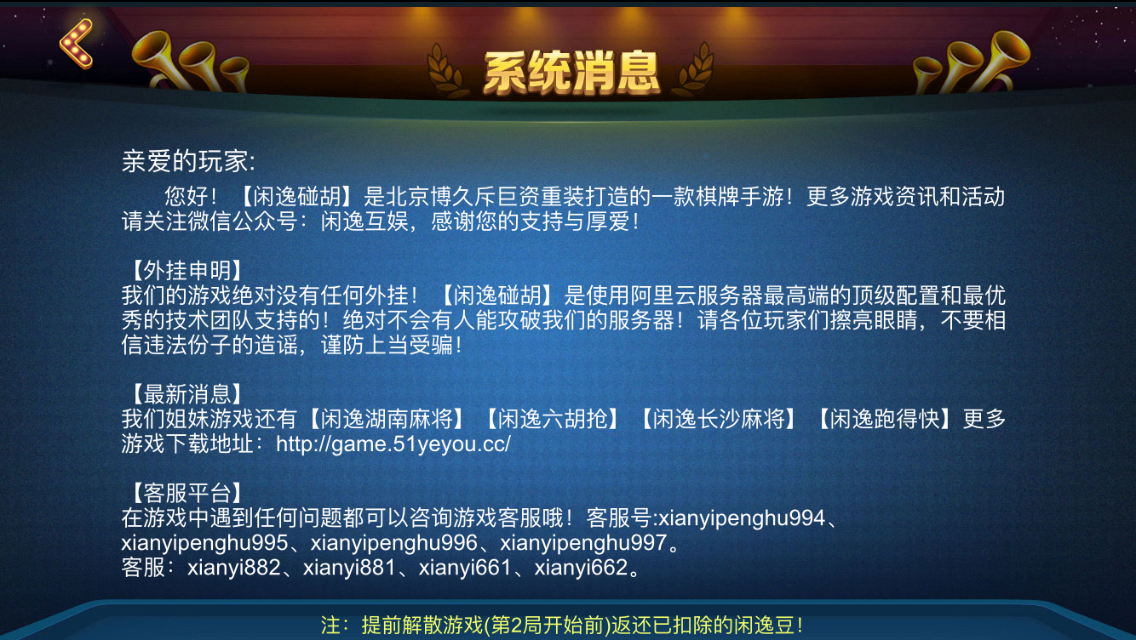 系统消息
亲爱的玩家:
您好！【闲逸碰胡】是北京博久斥巨资重装打造的一款棋牌手游！更多游戏资讯和活动
请关注微信公众号：闲逸互娱，感谢您的支持与厚爱！
【外挂申明】
我们的游戏绝对没有任何外挂！【闲逸碰胡】是使用阿里云服务器最高端的顶级配置和最优
秀的技术团队支持的！绝对不会有人能攻破我们的服务器！请各位玩家们擦亮眼睛，不要相
信违法份子的造谣，谨防上当受骗！
【最新消息】
我们姐妹游戏还有【闲逸湖南麻将】【闲逸六胡抢】【闲逸长沙麻将】【闲逸跑得快】更多
游戏下载地址：http://game.51yeyou.cc/
【客服平台】
在游戏中遇到任何问题都可以咨询游戏客服哦！客服号:xianyipenghu994、
xianyipenghu995、xianyipenghu996、xianyipenghu997。
客服：xianyi882、xianyi881、xianyi661、xianyi662。
注：提前解散游戏(第2局开始前)返还已扣除的闲逸豆！